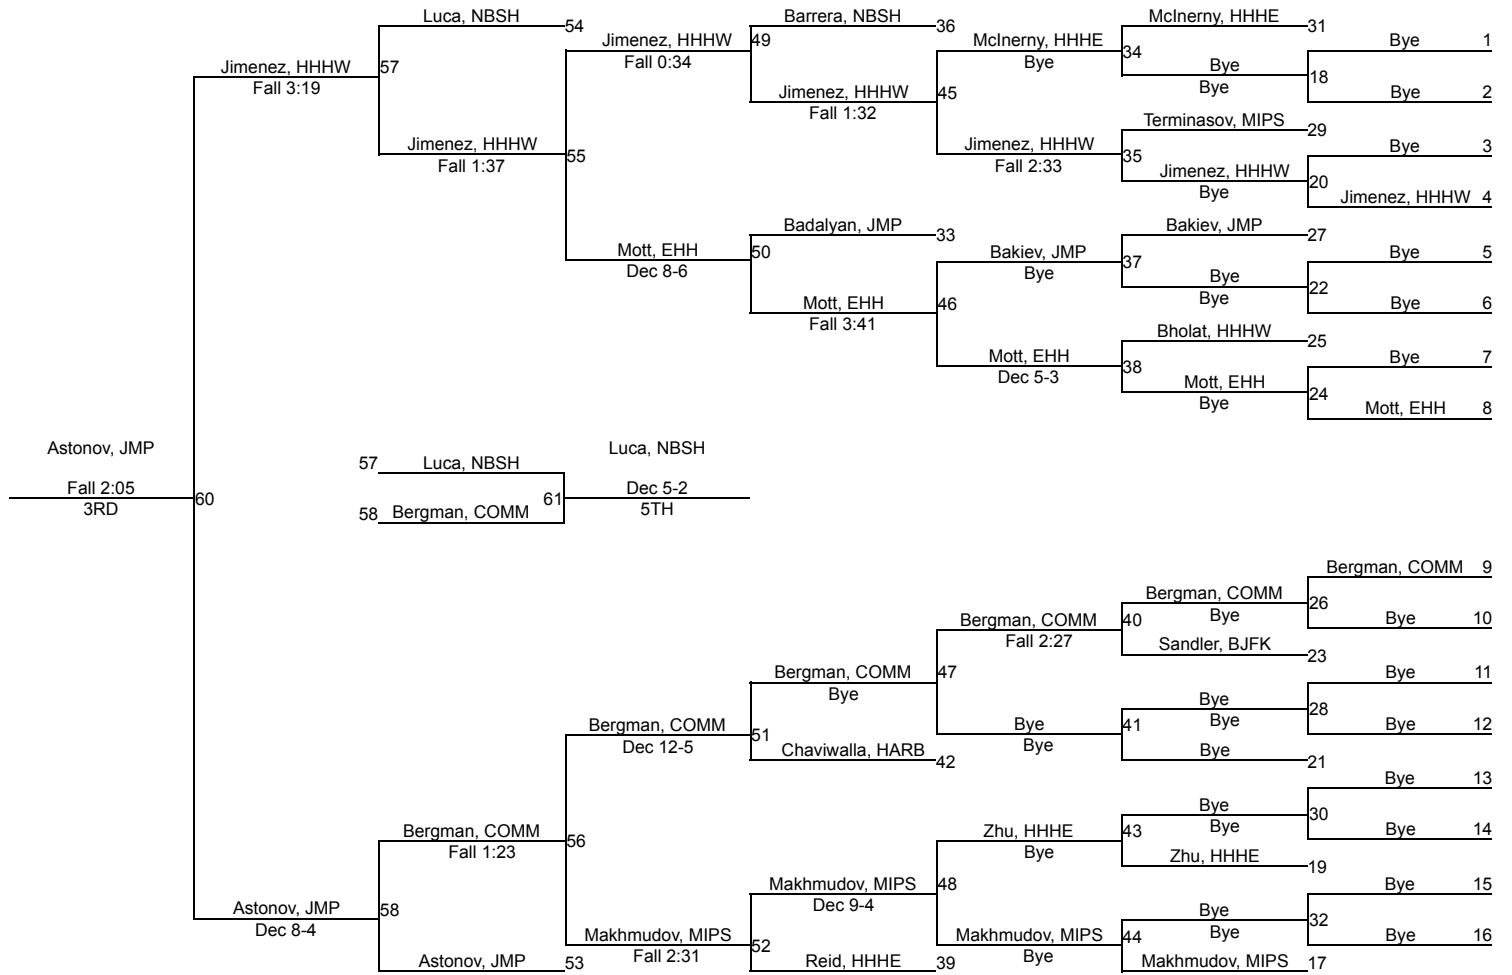 Luca, NBSH 54 Barrera, NBSH 36 McInerny, HHHE 31
Jimenez, HHHW 49 McInerny, HHHE 34 Bye 1
Jimenez, HHHW 57 Fall 0:34 Bye Bye 18
Fall 3:19 Jimenez, HHHW 45 Bye Bye 2
Fall 1:32 Terminasov, MIPS 29
Jimenez, HHHW 55 Jimenez, HHHW 35 Bye 3
Fall 1:37 Fall 2:33 Jimenez, HHHW 20
Bye Jimenez, HHHW 4
Badalyan, JMP 33 Bakiev, JMP 27
Mott, EHH 50 Bakiev, JMP 37 Bye 5
Dec 8-6 Bye Bye 22
Mott, EHH 46 Bye Bye 6
Fall 3:41 Bholat, HHHW 25
Mott, EHH 38 Bye 7
Dec 5-3 Mott, EHH 24
Bye Mott, EHH 8
Astonov, JMP Luca, NBSH
57 Luca, NBSH
Fall 2:05 60 61 Dec 5-2
3RD 58 Bergman, COMM 5TH
Bergman, COMM 9
Bergman, COMM 26
Bergman, COMM 40 Bye Bye 10
Fall 2:27 Sandler, BJFK 23
Bergman, COMM 47 Bye 11
Bye Bye 28
Bergman, COMM 51 Bye 41 Bye Bye 12
Dec 12-5 Chaviwalla, HARB 42 Bye Bye 21
Bye 13
Bye 30
Bergman, COMM 56 Zhu, HHHE 43 Bye Bye 14
Fall 1:23 Bye Zhu, HHHE 19
Makhmudov, MIPS 48 Bye 15
Astonov, JMP 58 Dec 9-4 Bye 32
Dec 8-4 Makhmudov, MIPS 52 Makhmudov, MIPS 44 Bye Bye 16
Fall 2:31 Bye
Astonov, JMP 53 Reid, HHHE 39 Makhmudov, MIPS 17